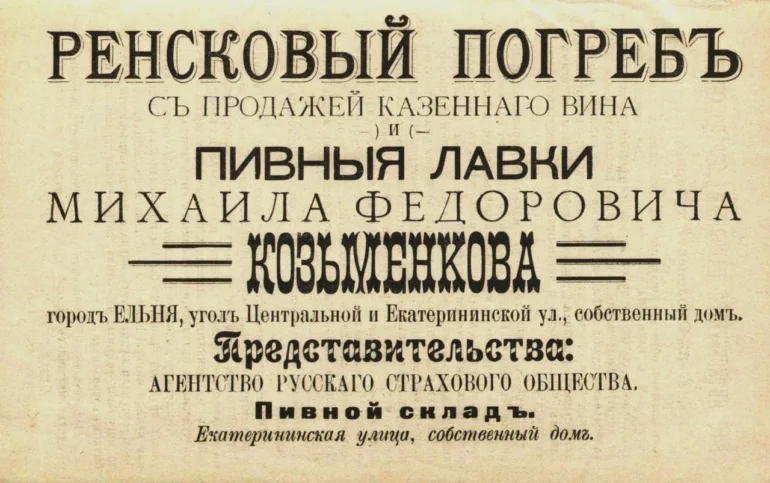 РЕНСКОВЫЙ ПОГРЕБЪ
СЪ ПРОДАЖЕЙ КАЗЕННАГО ВИНА
—) И (—
ПИВНЫЯ ЛАВКИ
МИХАИЛА ФЕДОРОВИЧА
КОЗЬМЕНКОВА
городъ ЕЛЬНЯ, уголъ Центральной и Екатерининской ул., собственный домъ.
Представительства:
АГЕНТСТВО РУССКАГО СТРАХОВОГО ОБЩЕСТВА.
Пивной складъ.
Екатерининская улица, собственный домъ.